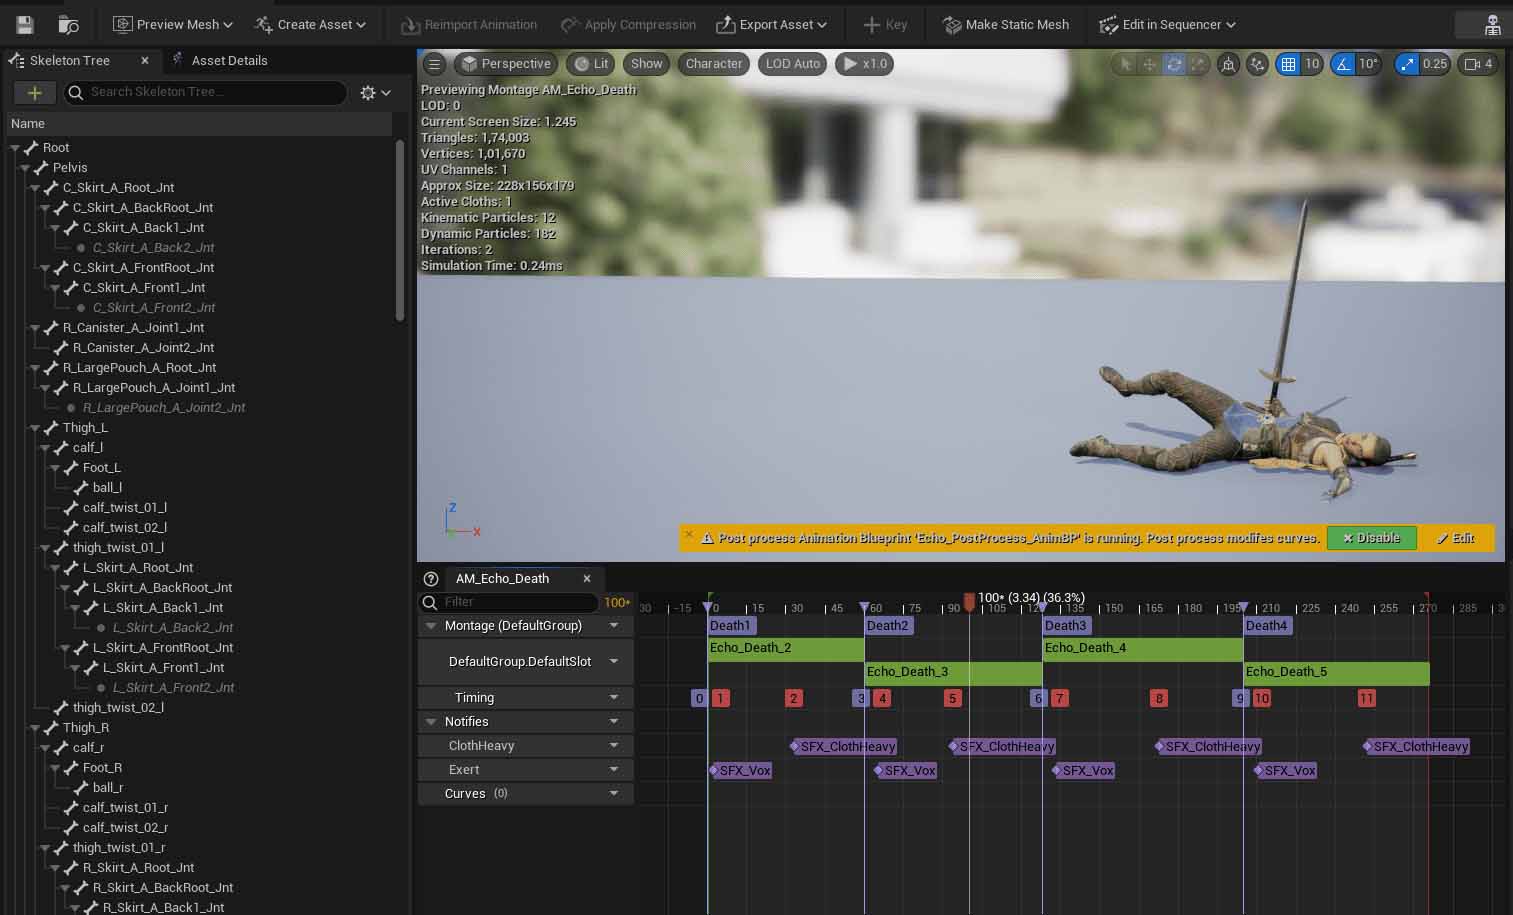 Preview Mesh
Create Asset
Reimport Animation
Apply Compression
Export Asset
Key
Make Static Mesh
Edit in Sequencer
Skeleton Tree
Asset Details
Search Skeleton Tree...
Name
Root
Pelvis
C_Skirt_A_Root_Jnt
C_Skirt_A_BackRoot_Jnt
C_Skirt_A_Back1_Jnt
C_Skirt_A_Back2_Jnt
C_Skirt_A_FrontRoot_Jnt
C_Skirt_A_Front1_Jnt
C_Skirt_A_Front2_Jnt
R_Canister_A_Joint1_Jnt
R_Canister_A_Joint2_Jnt
R_LargePouch_A_Root_Jnt
R_LargePouch_A_Joint1_Jnt
R_LargePouch_A_Joint2_Jnt
Thigh_L
calf_l
Foot_L
ball_l
calf_twist_01_l
calf_twist_02_l
thigh_twist_01_l
L_Skirt_A_Root_Jnt
L_Skirt_A_BackRoot_Jnt
L_Skirt_A_Back1_Jnt
L_Skirt_A_Back2_Jnt
L_Skirt_A_FrontRoot_Jnt
L_Skirt_A_Front1_Jnt
L_Skirt_A_Front2_Jnt
thigh_twist_02_l
Thigh_R
calf_r
Foot_R
ball_r
calf_twist_01_r
calf_twist_02_r
thigh_twist_01_r
R_Skirt_A_Root_Jnt
R_Skirt_A_BackRoot_Jnt
R_Skirt_A_Back1_Jnt
Perspective
Lit
Show
Character
LOD Auto
x1.0
10
10°
0.25
4
Previewing Montage AM_Echo_Death
LOD: 0
Current Screen Size: 1.245
Triangles: 1,74,003
Vertices: 1,01,670
UV Channels: 1
Approx Size: 228x156x179
Active Cloths: 1
Kinematic Particles: 12
Dynamic Particles: 182
Iterations: 2
Simulation Time: 0.24ms
Z
X
Post process Animation Blueprint 'Echo_PostProcess_AnimBP' is running. Post process modifes curves.
Disable
Edit
AM_Echo_Death
Filter
100*
100* (3.34) (36.3%)
30 -15 0 15 30 45 60 75 90 105 135 150 165 180 195 210 225 240 255 270 285
Montage (DefaultGroup)
Death1 Death2 Death3 Death4
DefaultGroup.DefaultSlot
Echo_Death_2
Echo_Death_3
Echo_Death_4
Echo_Death_5
Timing
0 1 2 3 4 5 6 7 8 9 10 11
Notifies
ClothHeavy
SFX_ClothHeavy SFX_ClothHeavy SFX_ClothHeavy SFX_ClothHeavy
Exert
SFX_Vox SFX_Vox SFX_Vox SFX_Vox
Curves (0)